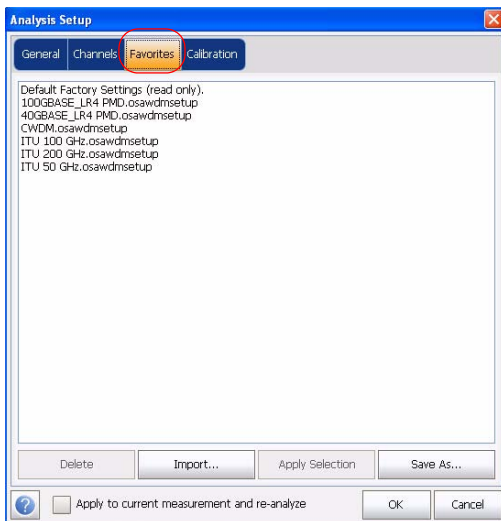 Analysis Setup
General Channels Favorites Calibration
Default Factory Settings (read only).
100GBASE_LR4 PMD.osawdmsetup
40GBASE_LR4 PMD.osawdmsetup
CWDM.osawdmsetup
ITU 100 GHz.osawdmsetup
ITU 200 GHz.osawdmsetup
ITU 50 GHz.osawdmsetup
Delete Import... Apply Selection Save As...
? Apply to current measurement and re-analyze OK Cancel